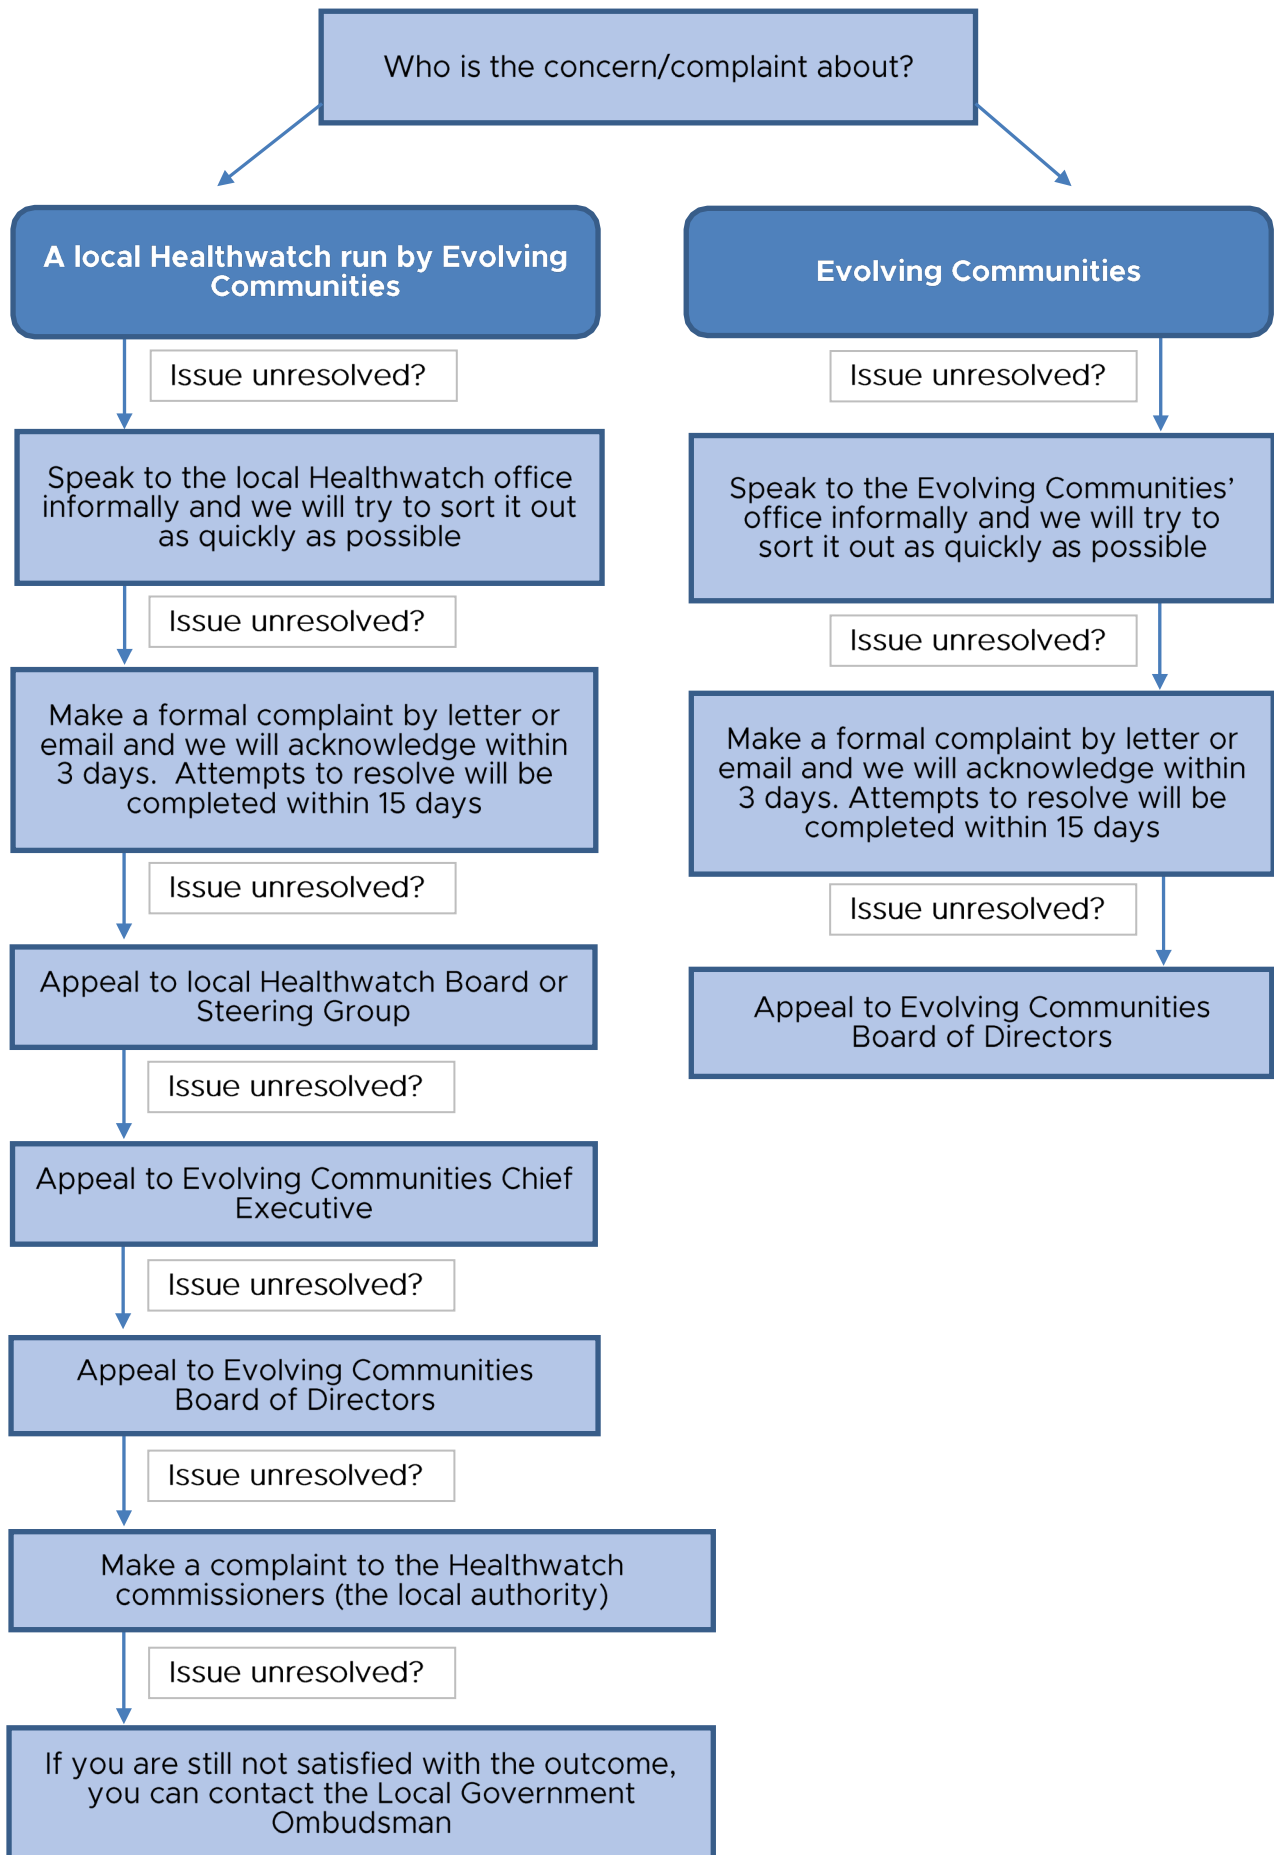 Who is the concern/complaint about?
A local Healthwatch run by Evolving
Communities
Issue unresolved?
Speak to the local Healthwatch office
informally and we will try to sort it out
as quickly as possible
Issue unresolved?
Make a formal complaint by letter or
email and we will acknowledge within
3 days.  Attempts to resolve will be
completed within 15 days
Issue unresolved?
Appeal to local Healthwatch Board or
Steering Group
Issue unresolved?
Appeal to Evolving Communities Chief
Executive
Issue unresolved?
Appeal to Evolving Communities
Board of Directors
Issue unresolved?
Make a complaint to the Healthwatch
commissioners (the local authority)
Issue unresolved?
If you are still not satisfied with the outcome,
you can contact the Local Government
Ombudsman
Evolving Communities
Issue unresolved?
Speak to the Evolving Communities’
office informally and we will try to
sort it out as quickly as possible
Issue unresolved?
Make a formal complaint by letter or
email and we will acknowledge within
3 days. Attempts to resolve will be
completed within 15 days
Issue unresolved?
Appeal to Evolving Communities
Board of Directors